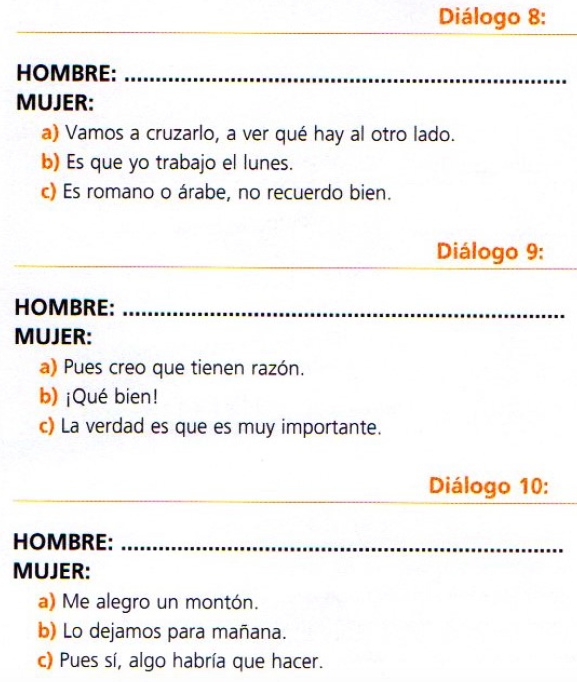 Diálogo 8:
HOMBRE: ......................................................................
MUJER:
a) Vamos a cruzarlo, a ver qué hay al otro lado.
b) Es que yo trabajo el lunes.
c) Es romano o árabe, no recuerdo bien.
Diálogo 9:
HOMBRE: ......................................................................
MUJER:
a) Pues creo que tienen razón.
b) ¡Qué bien!
c) La verdad es que es muy importante.
Diálogo 10:
HOMBRE: ......................................................................
MUJER:
a) Me alegro un montón.
b) Lo dejamos para mañana.
c) Pues sí, algo habría que hacer.